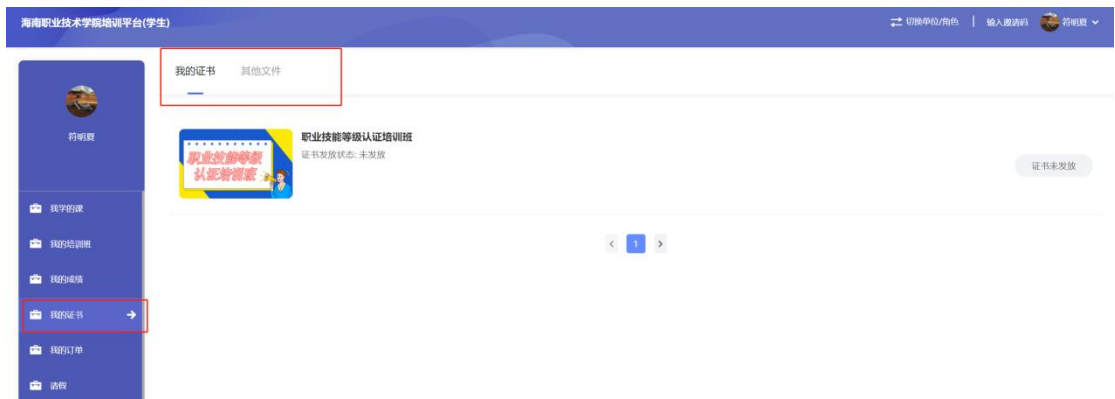 海南职业技术学院培训平台(学生)
切换单位/角色
输入邀请码
符明夏
符明夏
我学的课
我的培训班
我的成绩
我的证书
我的订单
请假
我的证书
其他文件
职业技能等级
认证培训班
职业技能等级认证培训班
证书发放状态: 未发放
证书未发放
1